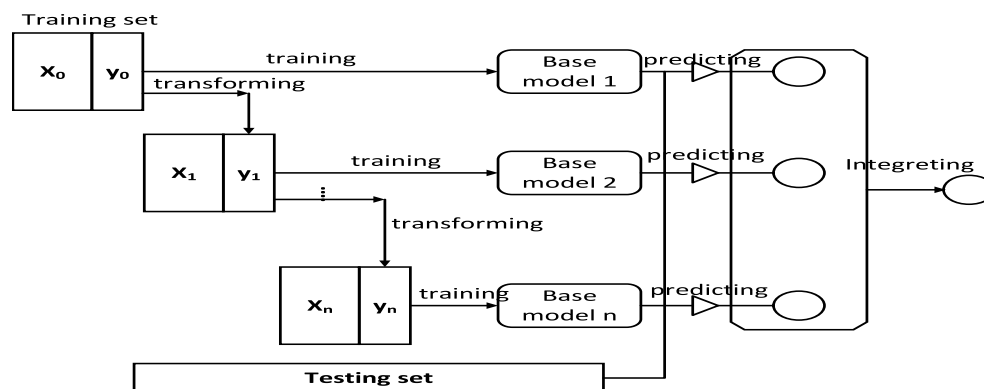 Training set
X₀ y₀
training
Base
model 1
predicting
transforming
X₁ y₁
training
Base
model 2
predicting
Integreting
transforming
Xₙ yₙ
training
Base
model n
predicting
Testing set